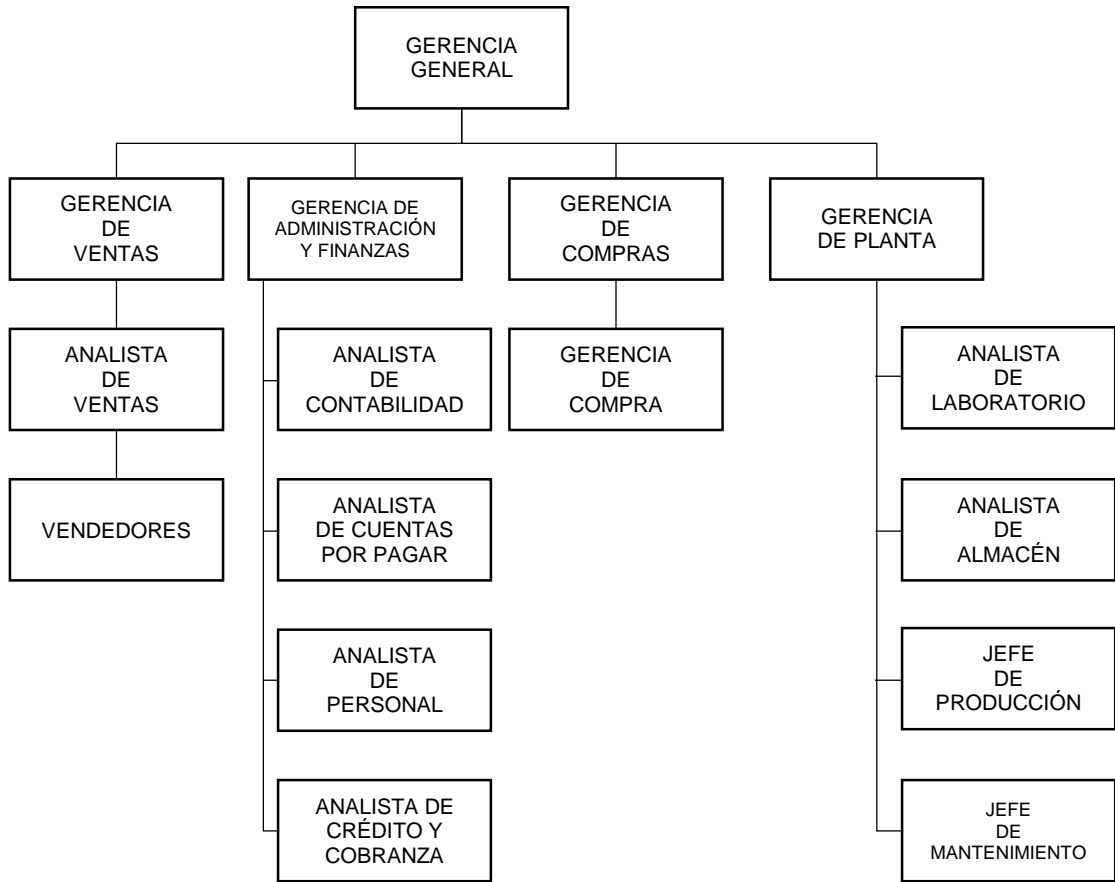 GERENCIA
GENERAL
GERENCIA
DE
VENTAS
GERENCIA DE
ADMINISTRACIÓN
Y FINANZAS
GERENCIA
DE
COMPRAS
GERENCIA
DE PLANTA
ANALISTA
DE
VENTAS
ANALISTA
DE
CONTABILIDAD
GERENCIA
DE
COMPRA
ANALISTA
DE
LABORATORIO
VENDEDORES
ANALISTA
DE CUENTAS
POR PAGAR
ANALISTA
DE
ALMACÉN
ANALISTA
DE
PERSONAL
JEFE
DE
PRODUCCIÓN
ANALISTA DE
CRÉDITO Y
COBRANZA
JEFE
DE
MANTENIMIENTO